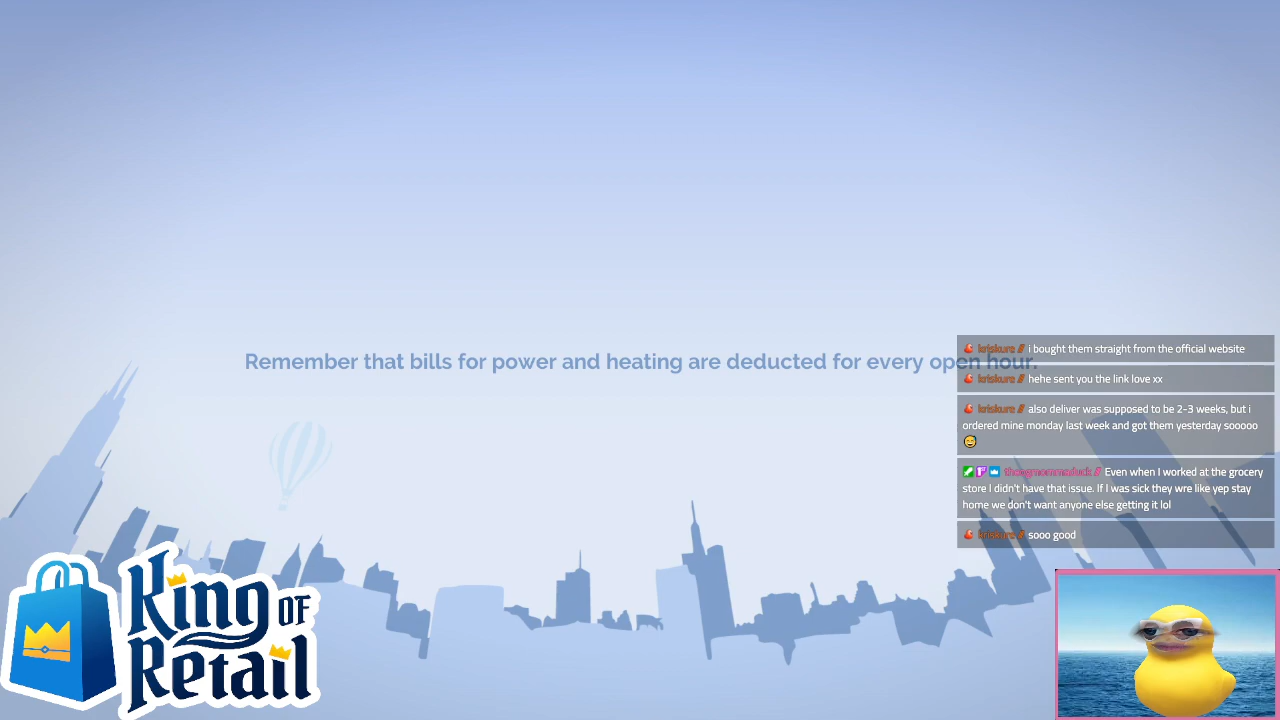 Remember that bills for power and heating are deducted for every open hour.
kriskure // i bought them straight from the official website
kriskure // hehe sent you the link love xx
kriskure // also deliver was supposed to be 2-3 weeks, but i
ordered mine monday last week and got them yesterday sooooo
Even when I worked at the grocery
store I didn't have that issue. If I was sick they wre like yep stay
home we don't want anyone else getting it lol
kriskure // sooo good
King OF
Retail